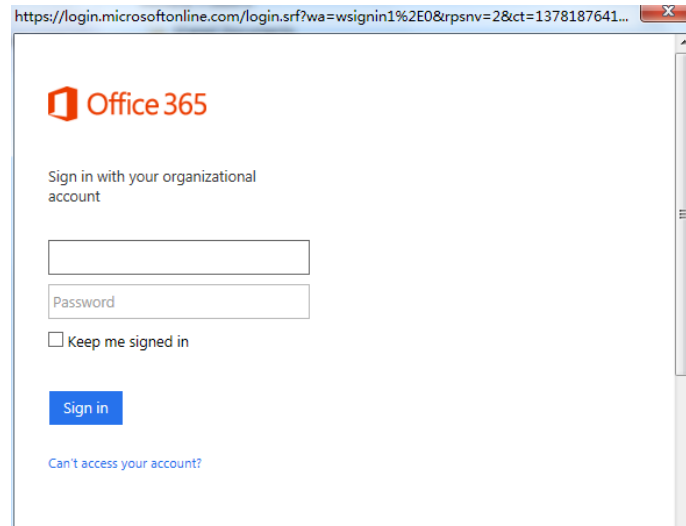 https://login.microsoftonline.com/login.srf?wa=wsignin1%2E0&rpsnv=2&ct=1378187641...
Office 365
Sign in with your organizational
account
Password
Keep me signed in
Sign in
Can't access your account?